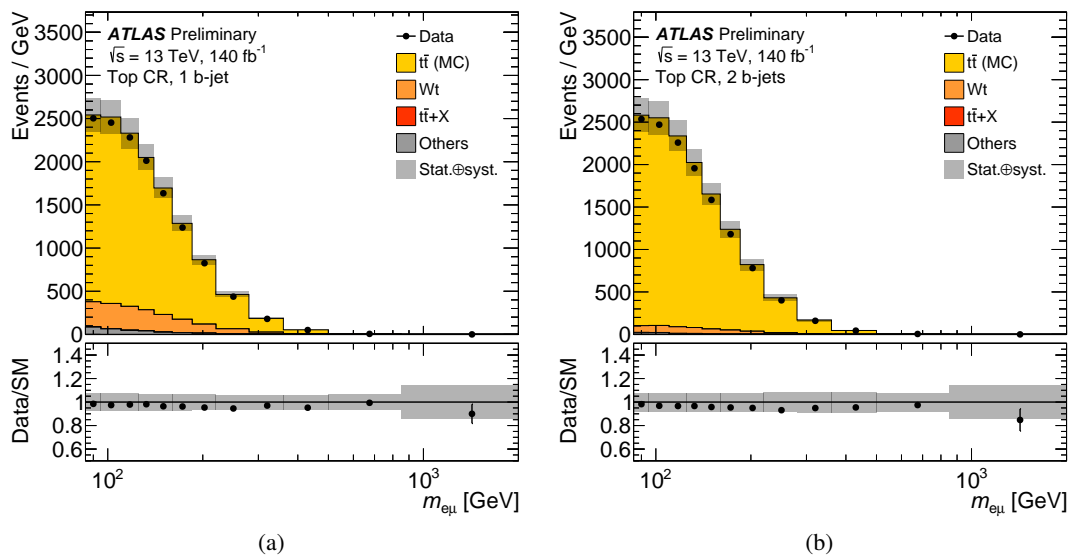 ATLAS Preliminary
√s = 13 TeV, 140 fb⁻¹
Top CR, 1 b-jet
Data
tt̄ (MC)
Wt
tt̄+X
Others
Stat.⊕syst.
Events / GeV
3500
3000
2500
2000
1500
1000
500
0
Data/SM
1.4
1.2
1
0.8
0.6
10²
10³
m_eμ [GeV]
(a)
ATLAS Preliminary
√s = 13 TeV, 140 fb⁻¹
Top CR, 2 b-jets
Data
tt̄ (MC)
Wt
tt̄+X
Others
Stat.⊕syst.
Events / GeV
3500
3000
2500
2000
1500
1000
500
0
Data/SM
1.4
1.2
1
0.8
0.6
10²
10³
m_eμ [GeV]
(b)